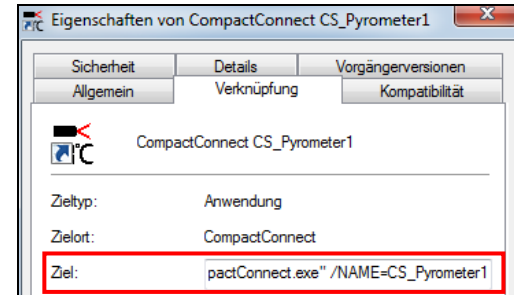 Eigenschaften von CompactConnect CS_Pyrometer1
Sicherheit Details Vorgängerversionen
Allgemein Verknüpfung Kompatibilität
°C CompactConnect CS_Pyrometer1
Zieltyp: Anwendung
Zielort: CompactConnect
Ziel: pactConnect.exe" /NAME=CS_Pyrometer1